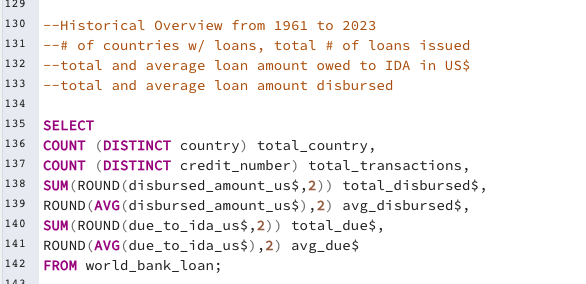 129
130 --Historical Overview from 1961 to 2023
131 --# of countries w/ loans, total # of loans issued
132 --total and average loan amount owed to IDA in US$
133 --total and average loan amount disbursed
134
135 SELECT
136 COUNT (DISTINCT country) total_country,
137 COUNT (DISTINCT credit_number) total_transactions,
138 SUM(ROUND(disbursed_amount_us$,2)) total_disbursed$,
139 ROUND(AVG(disbursed_amount_us$),2) avg_disbursed$,
140 SUM(ROUND(due_to_ida_us$,2)) total_due$,
141 ROUND(AVG(due_to_ida_us$),2) avg_due$
142 FROM world_bank_loan;
143